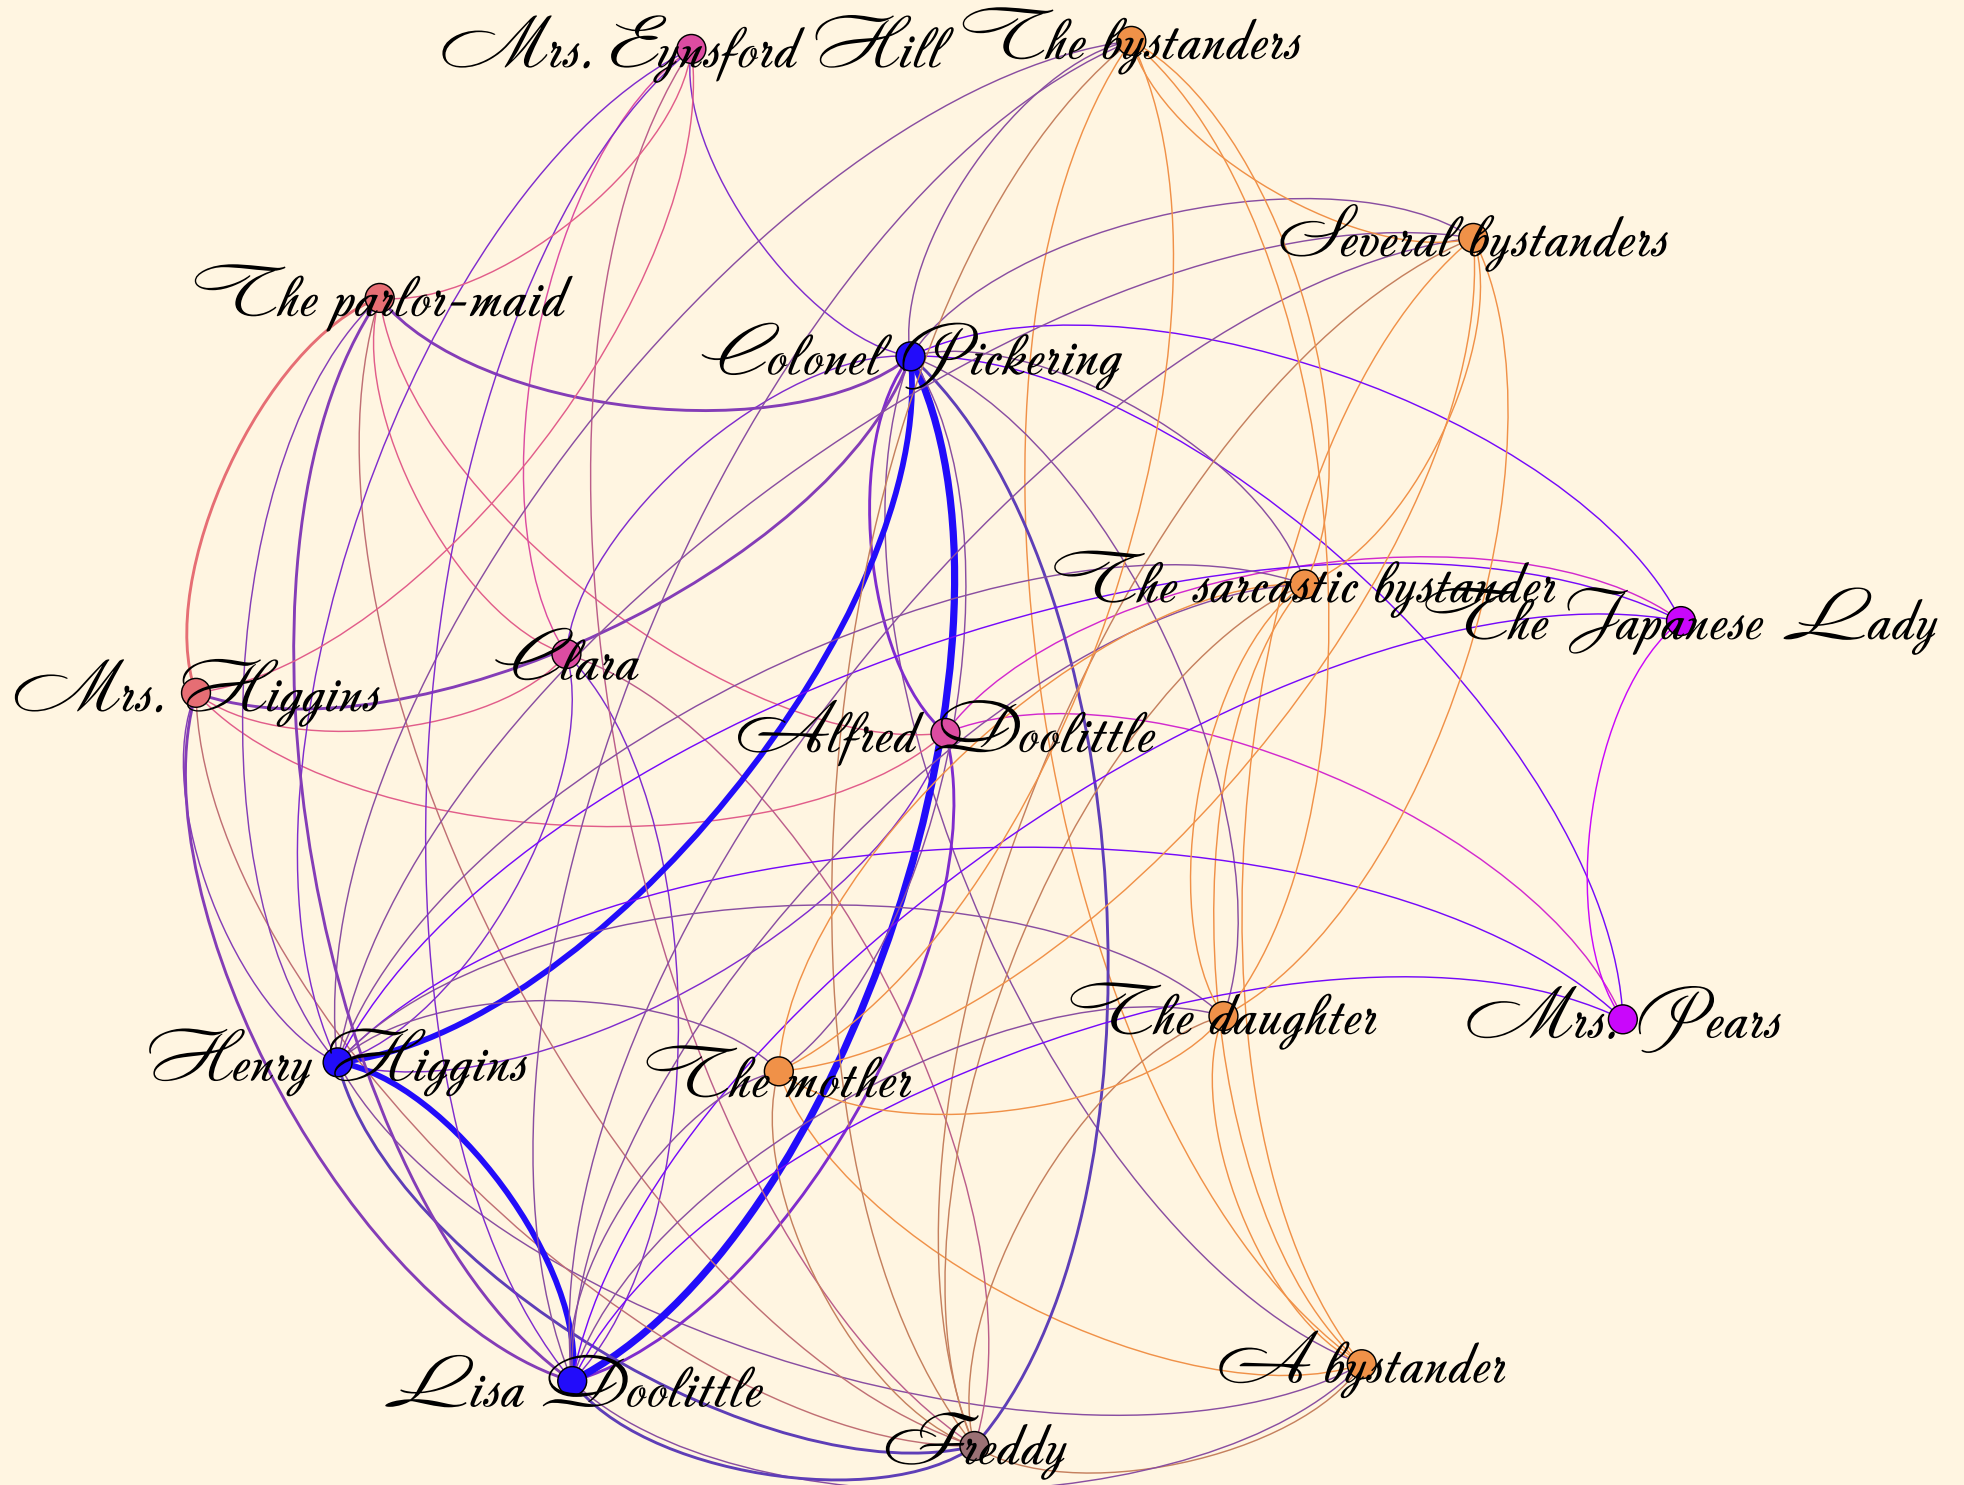 Mrs. Eynsford Hill
The bystanders
Several bystanders
The parlor-maid
Colonel Pickering
The sarcastic bystander
The Japanese Lady
Clara
Mrs. Higgins
Alfred Doolittle
The daughter
Mrs. Pears
Henry Higgins
The mother
A bystander
Lisa Doolittle
Freddy